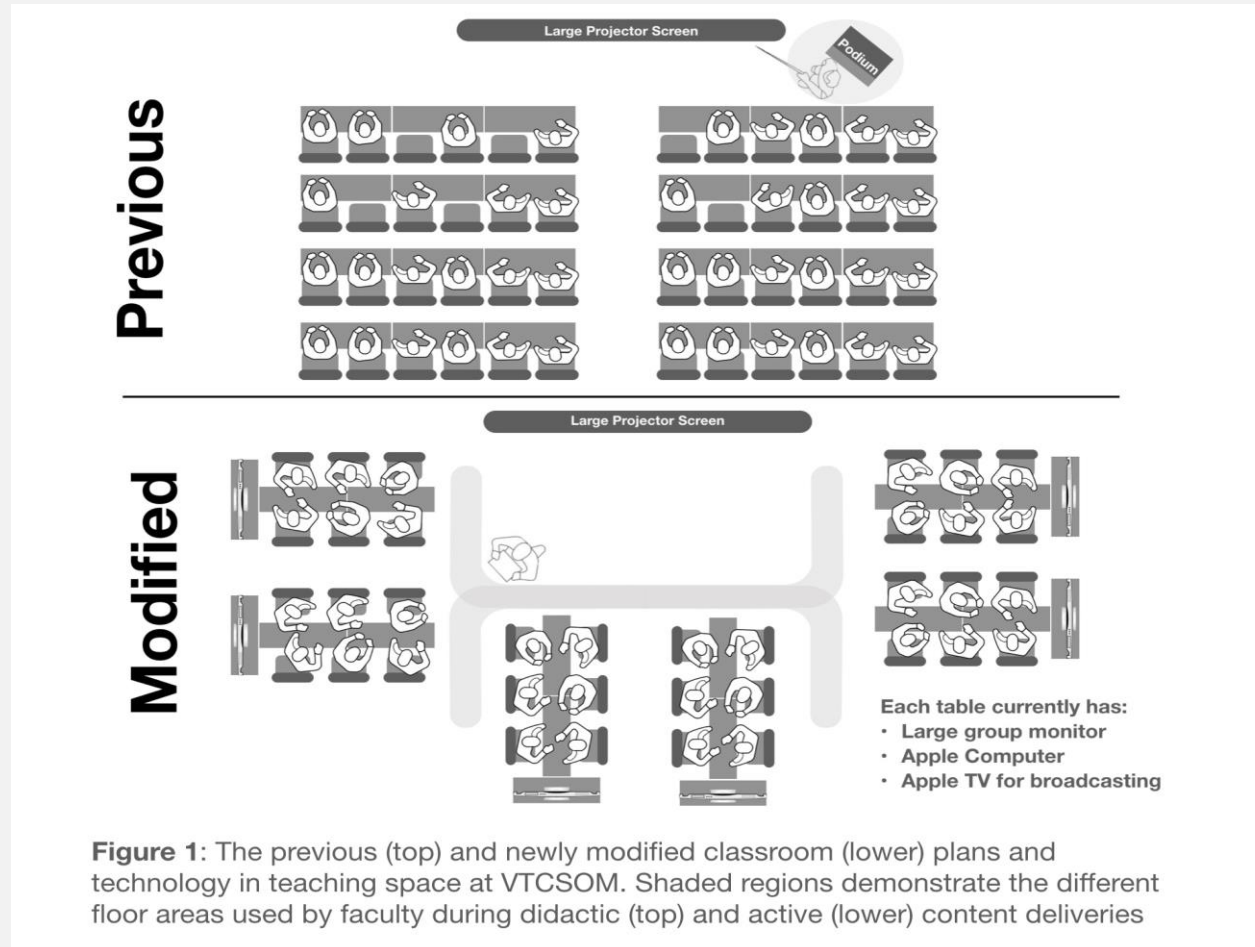 Large Projector Screen
Podium
Previous
Large Projector Screen
Modified
Each table currently has:
• Large group monitor
• Apple Computer
• Apple TV for broadcasting
Figure 1: The previous (top) and newly modified classroom (lower) plans and
technology in teaching space at VTCSOM. Shaded regions demonstrate the different
floor areas used by faculty during didactic (top) and active (lower) content deliveries